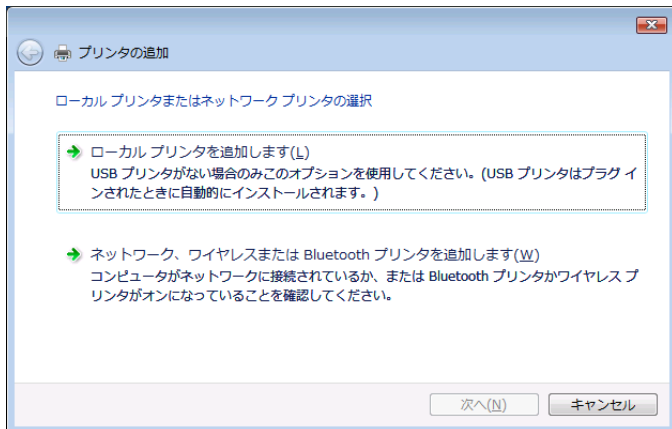 プリンタの追加
ローカル プリンタまたはネットワーク プリンタの選択
ローカル プリンタを追加します(L)
USB プリンタがない場合のみこのオプションを使用してください。(USB プリンタはプラグ イ
ンされたときに自動的にインストールされます。)
ネットワーク、ワイヤレスまたは Bluetooth プリンタを追加します(W)
コンピュータがネットワークに接続されているか、または Bluetooth プリンタかワイヤレス プ
リンタがオンになっていることを確認してください。
次へ(N) キャンセル